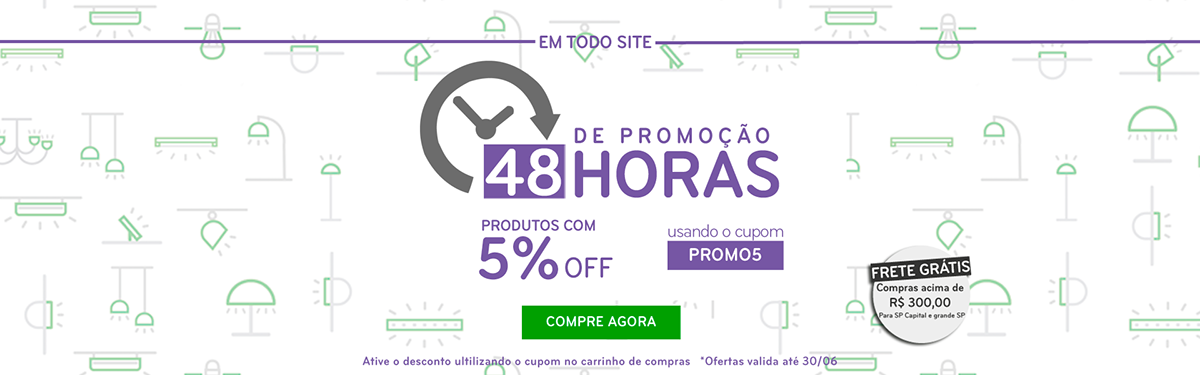 EM TODO SITE
DE PROMOÇÃO
48 HORAS
PRODUTOS COM
5% OFF
usando o cupom
PROMO5
FRETE GRÁTIS
Compras acima de
R$ 300,00
Para SP Capital e grande SP
COMPRE AGORA
Ative o desconto ultilizando o cupom no carrinho de compras *Ofertas valida até 30/06